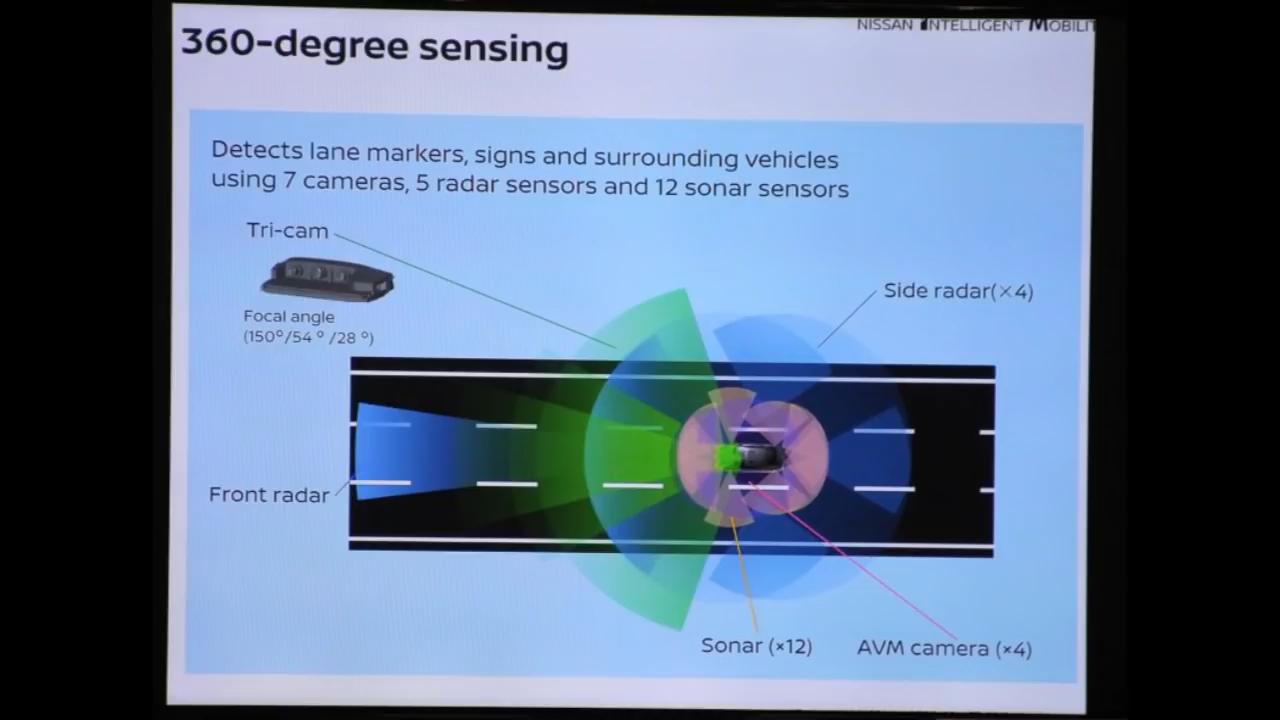 NISSAN INTELLIGENT MOBILIT
360-degree sensing
Detects lane markers, signs and surrounding vehicles
using 7 cameras, 5 radar sensors and 12 sonar sensors
Tri-cam
Focal angle
(150°/54 ° /28 °)
Side radar(×4)
Front radar
Sonar (×12)
AVM camera (×4)